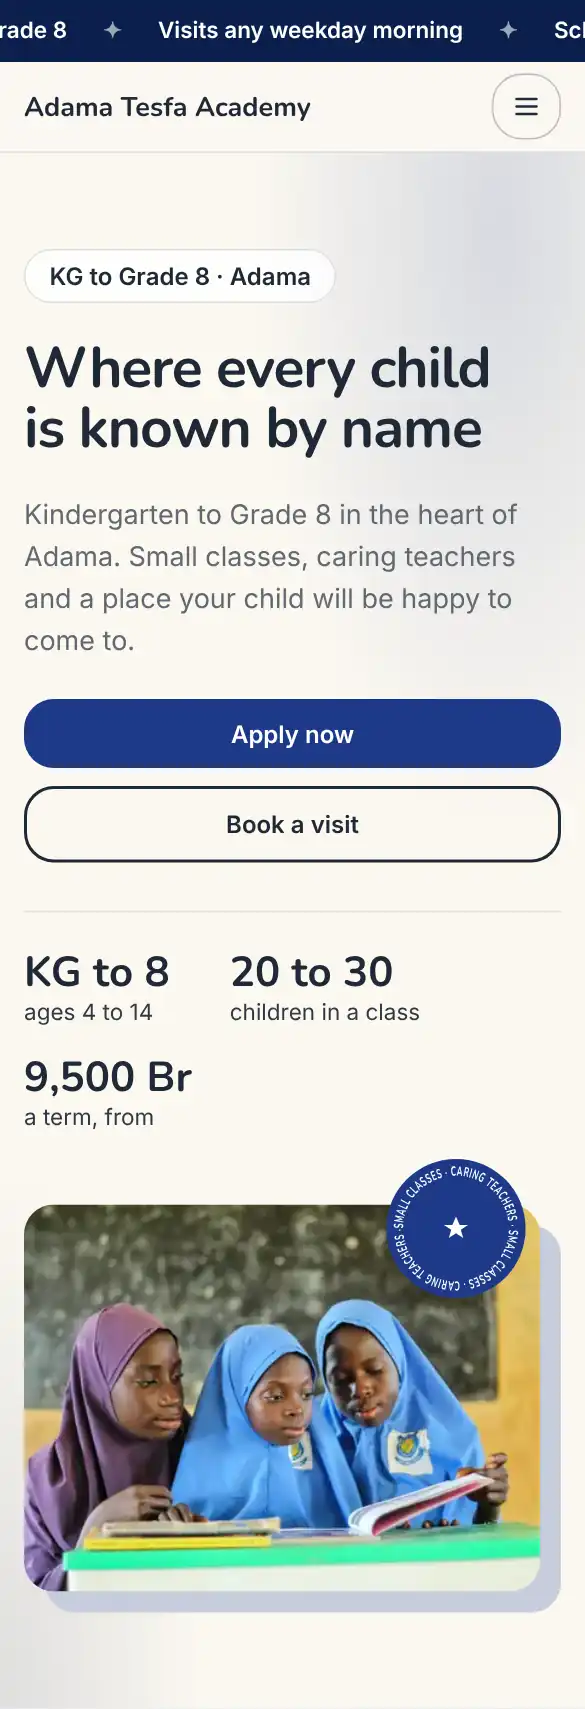 rade 8 ✦ Visits any weekday morning ✦ Scl
Adama Tesfa Academy
KG to Grade 8 · Adama
Where every child
is known by name
Kindergarten to Grade 8 in the heart of
Adama. Small classes, caring teachers
and a place your child will be happy to
come to.
Apply now
Book a visit
KG to 8
ages 4 to 14
20 to 30
children in a class
9,500 Br
a term, from
SMALL CLASSES · CARING TEACHERS · SMALL CLASSES · CARING TEACHERS ·